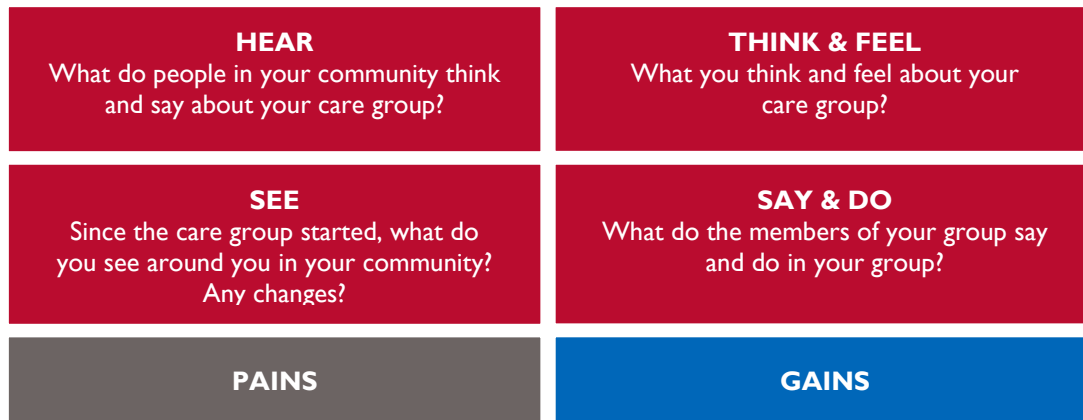 HEAR
What do people in your community think
and say about your care group?
THINK & FEEL
What you think and feel about your
care group?
SEE
Since the care group started, what do
you see around you in your community?
Any changes?
SAY & DO
What do the members of your group say
and do in your group?
PAINS
GAINS